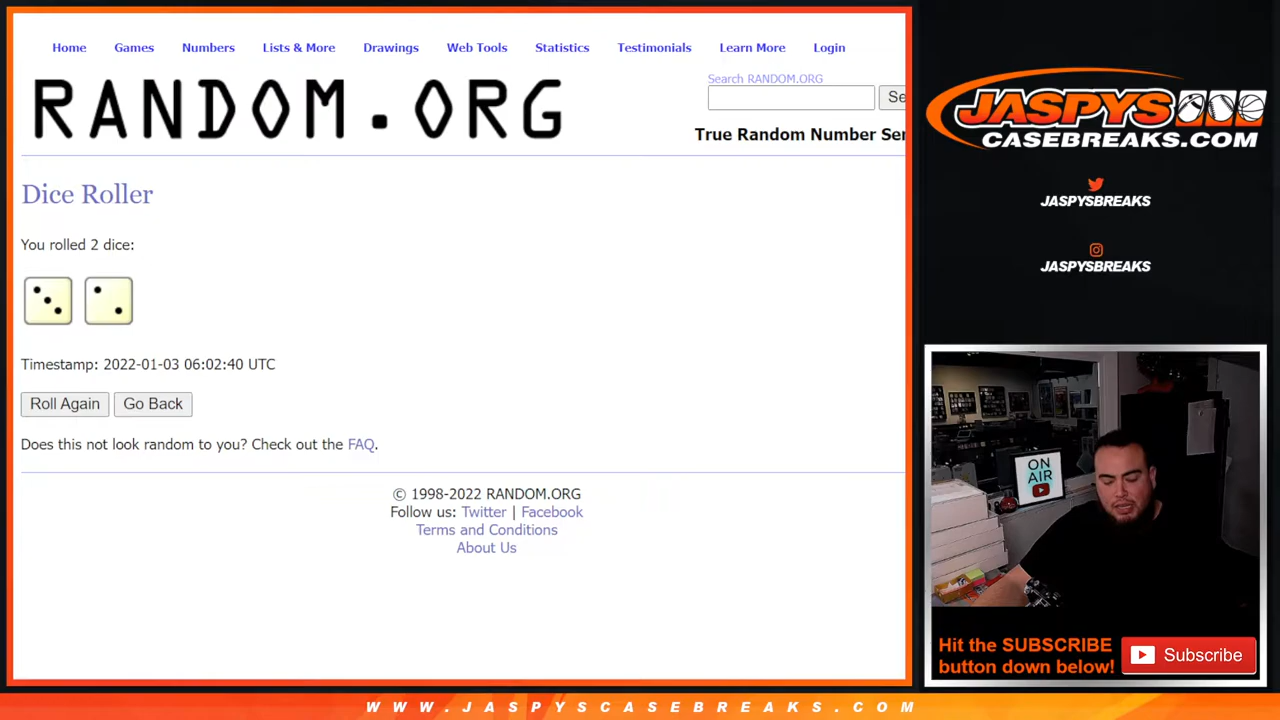 Home Games Numbers Lists & More Drawings Web Tools Statistics Testimonials Learn More Login
RANDOM.ORG
Search RANDOM.ORG
Se
True Random Number Ser
Dice Roller
You rolled 2 dice:
Timestamp: 2022-01-03 06:02:40 UTC
Roll Again Go Back
Does this not look random to you? Check out the FAQ.
© 1998-2022 RANDOM.ORG
Follow us: Twitter | Facebook
Terms and Conditions
About Us
JASPYS
CASEBREAKS.COM
JASPYSBREAKS
JASPYSBREAKS
ON
AIR
Hit the SUBSCRIBE
button down below!
Subscribe
WWW.JASPYSCASEBREAKS.COM